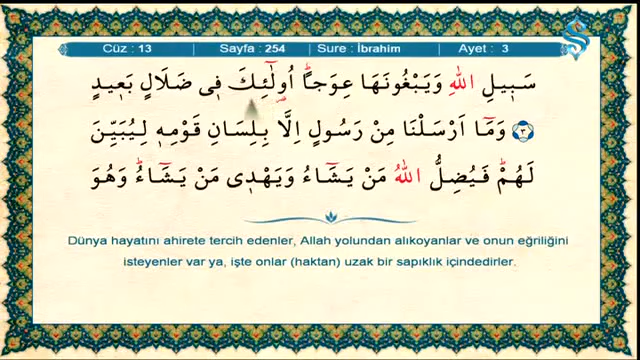 Cüz : 13 Sayfa : 254 Sure : İbrahim Ayet : 3
سَب۪يلِ اللّٰهِ وَيَبْغُونَهَا عِوَجًاۜ اُو۬لٰٓئِكَ ف۪ي ضَلَالٍ بَع۪يدٍ
﴿٣﴾ وَمَٓا اَرْسَلْنَا مِنْ رَسُولٍ اِلَّا بِلِسَانِ قَوْمِه۪ لِيُبَيِّنَ
لَهُمْۜ فَيُضِلُّ اللّٰهُ مَنْ يَشَٓاءُ وَيَهْد۪ي مَنْ يَشَٓاءُۜ وَهُوَ
Dünya hayatını ahirete tercih edenler, Allah yolundan alıkoyanlar ve onun eğriliğini
isteyenler var ya, işte onlar (haktan) uzak bir sapıklık içindedirler.